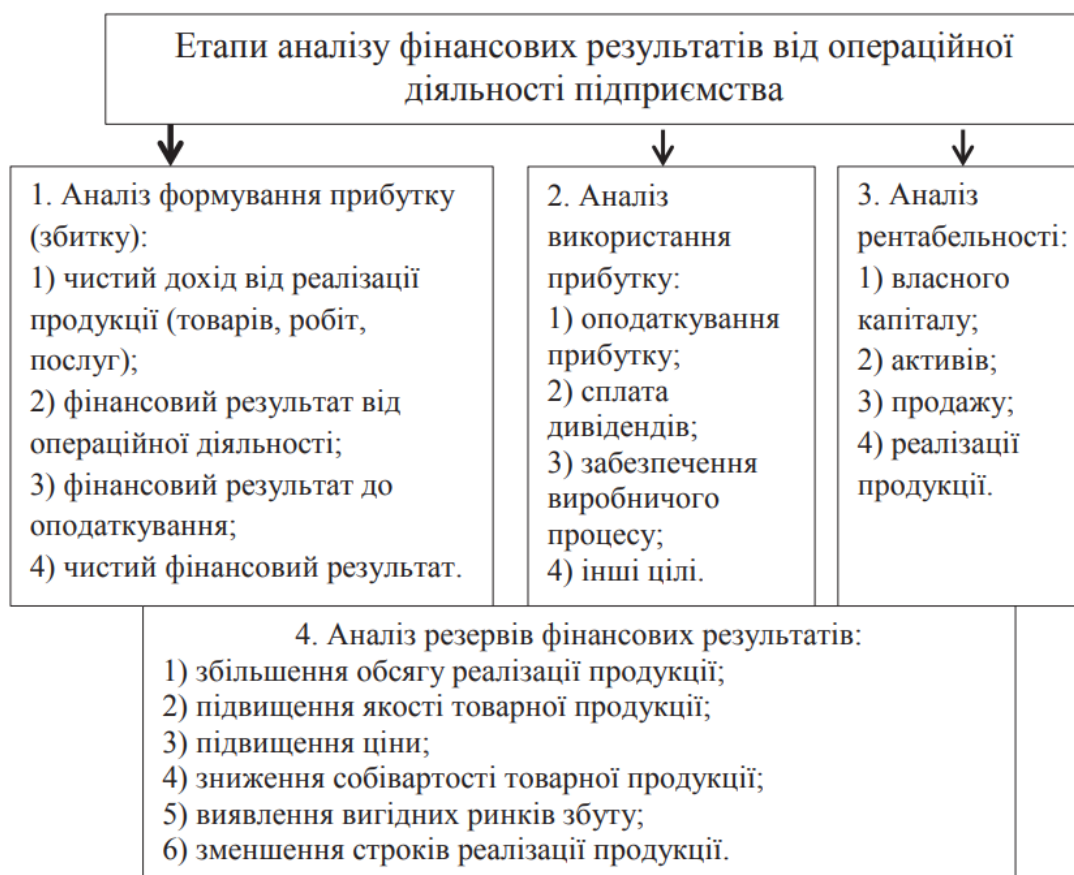 Етапи аналізу фінансових результатів від операційної
діяльності підприємства
1. Аналіз формування прибутку
(збитку):
1) чистий дохід від реалізації
продукції (товарів, робіт,
послуг);
2) фінансовий результат від
операційної діяльності;
3) фінансовий результат до
оподаткування;
4) чистий фінансовий результат.
2. Аналіз
використання
прибутку:
1) оподаткування
прибутку;
2) сплата
дивідендів;
3) забезпечення
виробничого
процесу;
4) інші цілі.
3. Аналіз
рентабельності:
1) власного
капіталу;
2) активів;
3) продажу;
4) реалізації
продукції.
4. Аналіз резервів фінансових результатів:
1) збільшення обсягу реалізації продукції;
2) підвищення якості товарної продукції;
3) підвищення ціни;
4) зниження собівартості товарної продукції;
5) виявлення вигідних ринків збуту;
6) зменшення строків реалізації продукції.